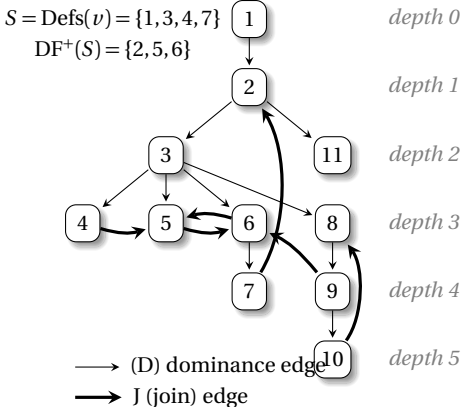 S = Defs(v) = {1,3,4,7}
DF⁺(S) = {2,5,6}
1
depth 0
2
depth 1
3
11
depth 2
4
5
6
8
depth 3
7
9
depth 4
10
depth 5
(D) dominance edge
J (join) edge